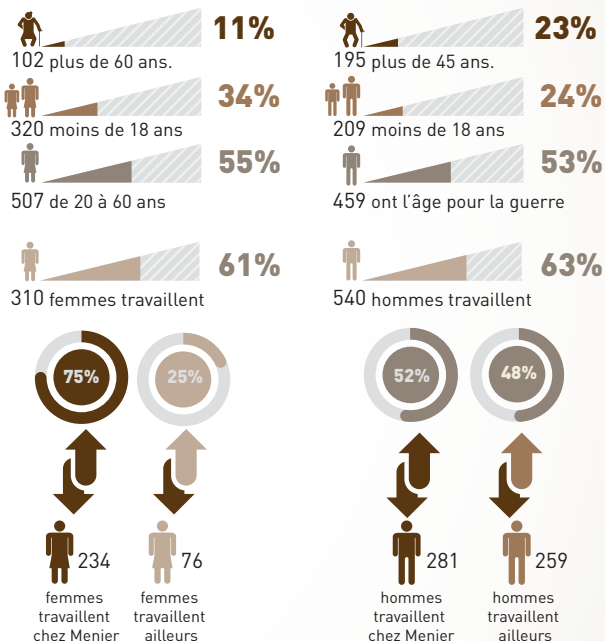 11%
102 plus de 60 ans.
34%
320 moins de 18 ans
55%
507 de 20 à 60 ans
61%
310 femmes travaillent
75%
25%
234
femmes
travaillent
chez Menier
76
femmes
travaillent
ailleurs
23%
195 plus de 45 ans.
24%
209 moins de 18 ans
53%
459 ont l'âge pour la guerre
63%
540 hommes travaillent
52%
48%
281
hommes
travaillent
chez Menier
259
hommes
travaillent
ailleurs